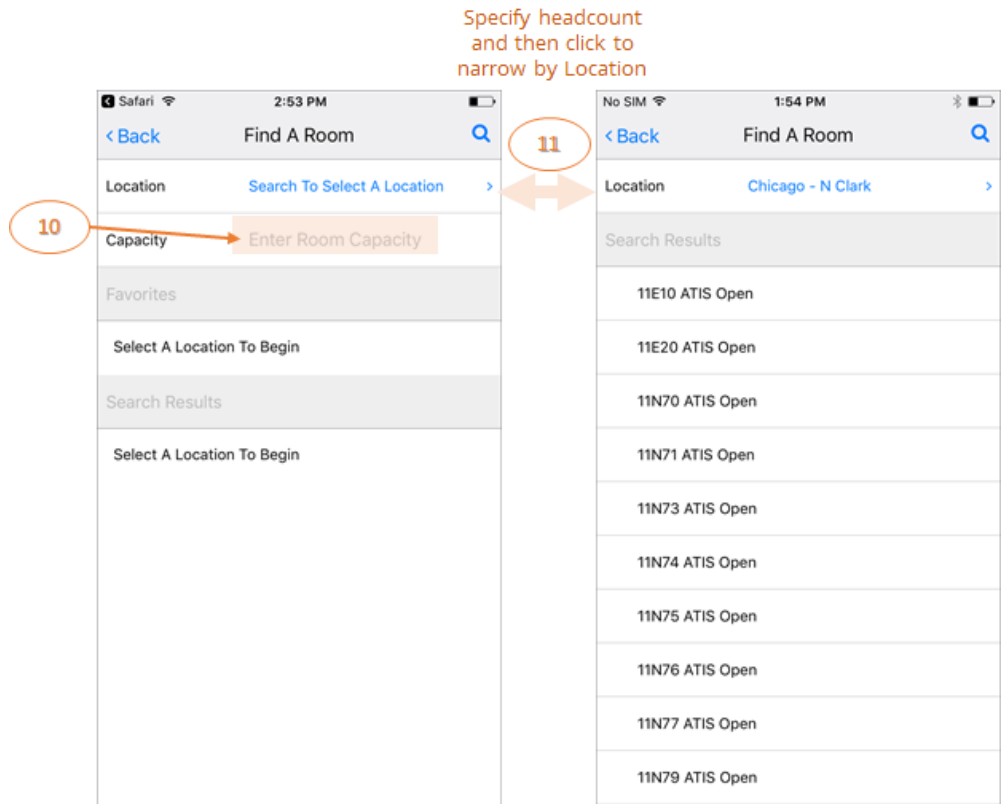 Specify headcount
and then click to
narrow by Location
Safari 2:53 PM
< Back Find A Room
Location Search To Select A Location >
10
Capacity Enter Room Capacity
Favorites
Select A Location To Begin
Search Results
Select A Location To Begin
11
No SIM 1:54 PM
< Back Find A Room
Location Chicago - N Clark >
Search Results
11E10 ATIS Open
11E20 ATIS Open
11N70 ATIS Open
11N71 ATIS Open
11N73 ATIS Open
11N74 ATIS Open
11N75 ATIS Open
11N76 ATIS Open
11N77 ATIS Open
11N79 ATIS Open